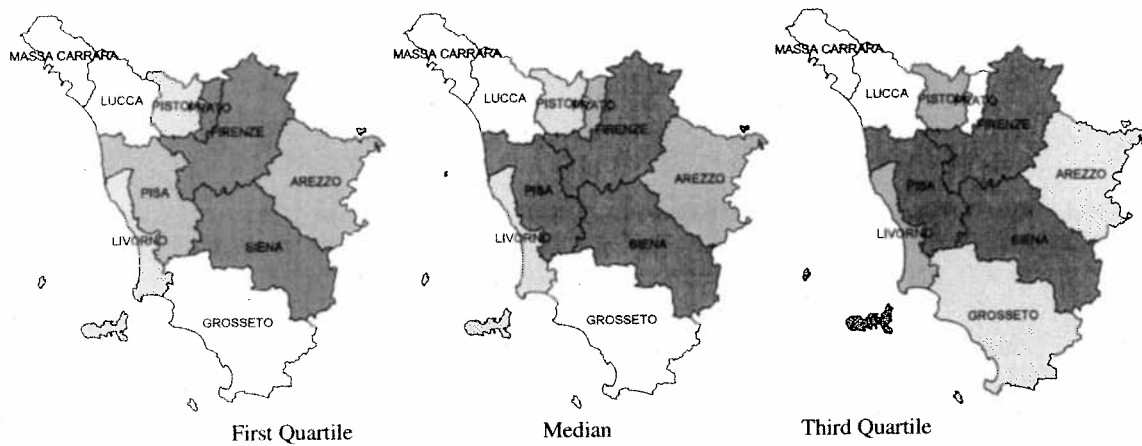 MASSA CARRARA
LUCCA
PISTOIA
PRATO
FIRENZE
AREZZO
PISA
LIVORNO
SIENA
GROSSETO
First Quartile
MASSA CARRARA
LUCCA
PISTOIA
PRATO
FIRENZE
AREZZO
PISA
LIVORNO
SIENA
GROSSETO
Median
MASSA CARRARA
LUCCA
PISTOIA
PRATO
FIRENZE
AREZZO
PISA
LIVORNO
SIENA
GROSSETO
Third Quartile